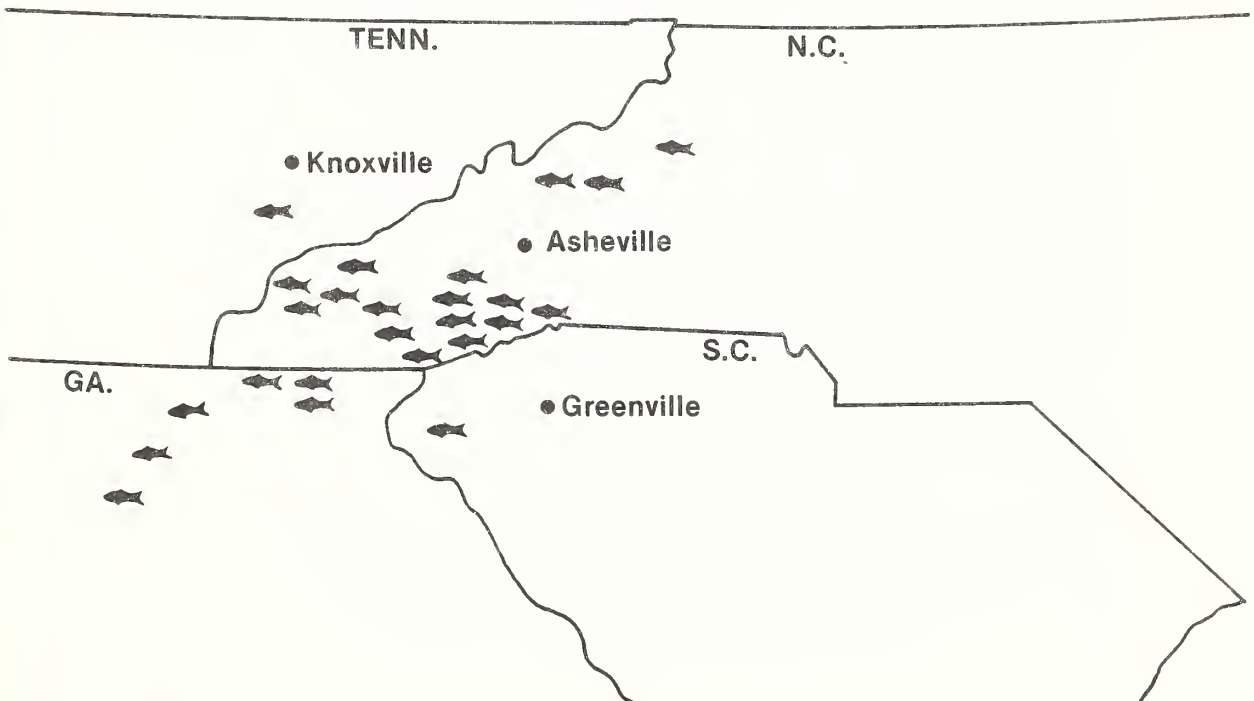 TENN.
N.C.
Knoxville
Asheville
S.C.
GA.
Greenville